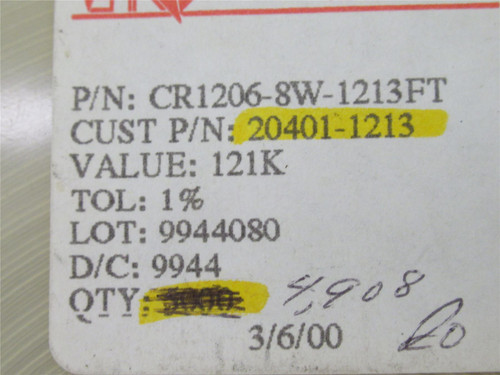 P/N: CR1206-8W-1213FT
CUST P/N: 20401-1213
VALUE: 121K
TOL: 1%
LOT: 9944080
D/C: 9944
QTY: 5000 4,908
3/6/00